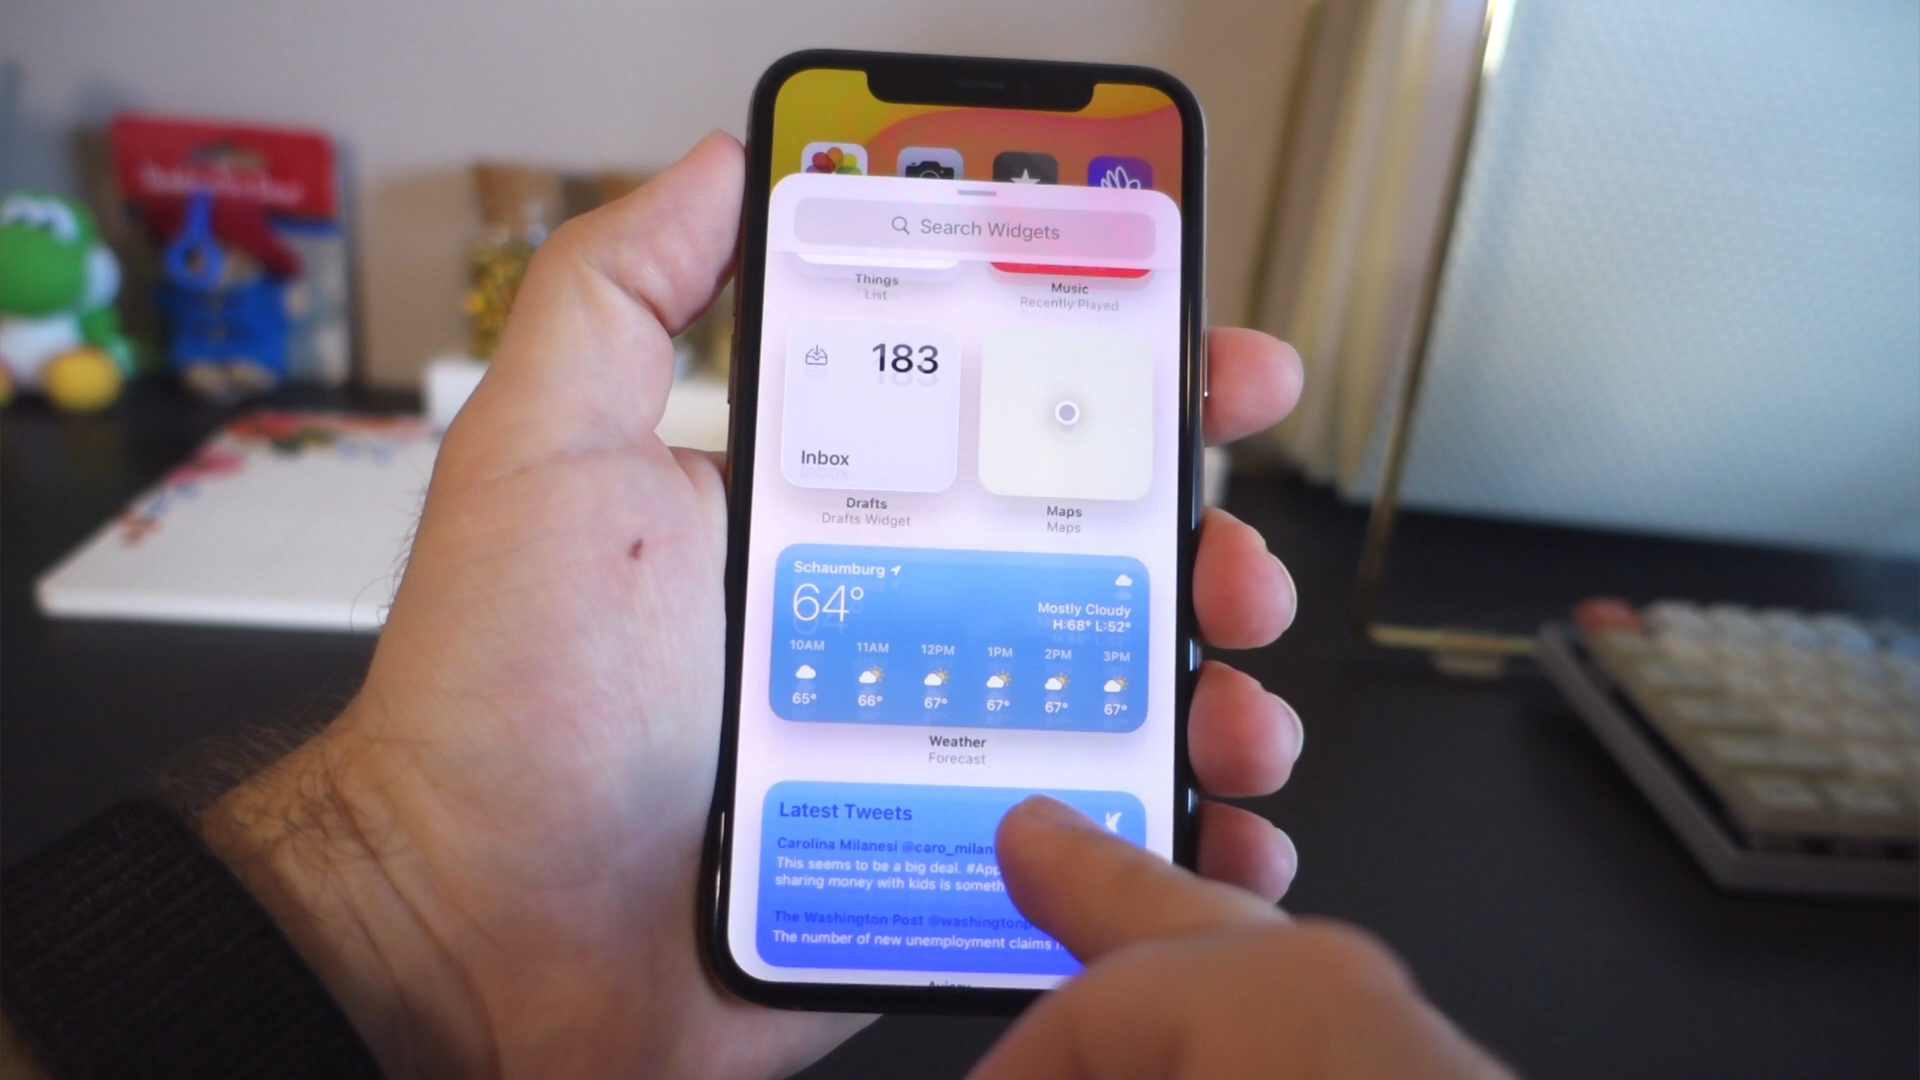 Search Widgets
Things
List
Music
Recently Played
183
Inbox
Drafts
Drafts Widget
Maps
Maps
Schaumburg
64°
Mostly Cloudy
H:68° L:52°
10AM 11AM 12PM 1PM 2PM 3PM
65° 66° 67° 67° 67° 67°
Weather
Forecast
Latest Tweets
Carolina Milanesi @caro_milan
This seems to be a big deal. #App
sharing money with kids is someth
The Washington Post @washingtonp
The number of new unemployment claims